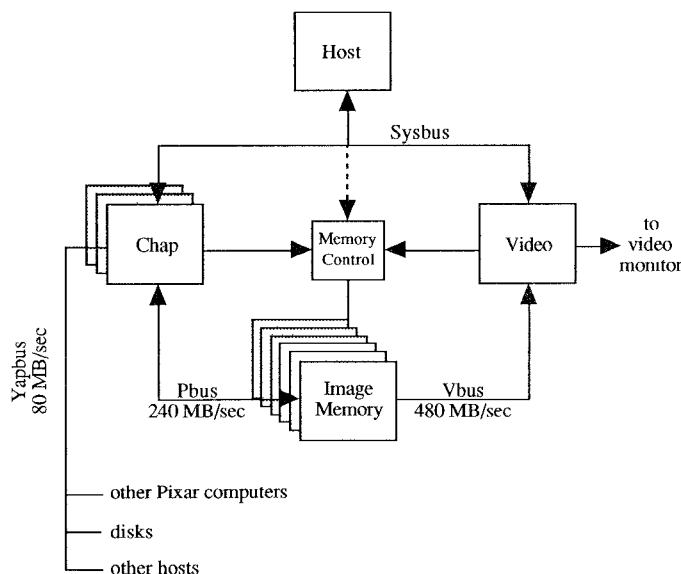 Host
Sysbus
Chap
Memory
Control
Video
to
video
monitor
Yapbus
80 MB/sec
Pbus
240 MB/sec
Image
Memory
Vbus
480 MB/sec
other Pixar computers
disks
other hosts